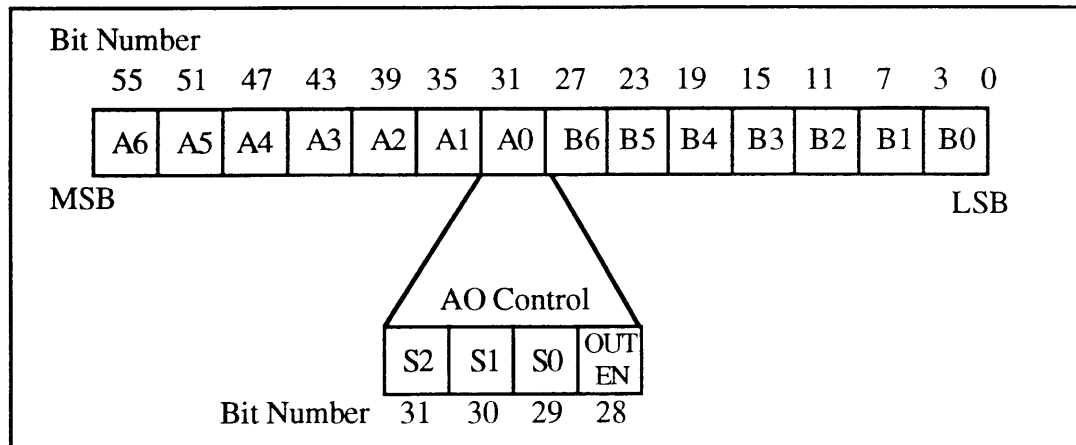 Bit Number
55 51 47 43 39 35 31 27 23 19 15 11 7 3 0
A6 A5 A4 A3 A2 A1 A0 B6 B5 B4 B3 B2 B1 B0
MSB LSB
AO Control
S2 S1 S0 OUT EN
Bit Number 31 30 29 28